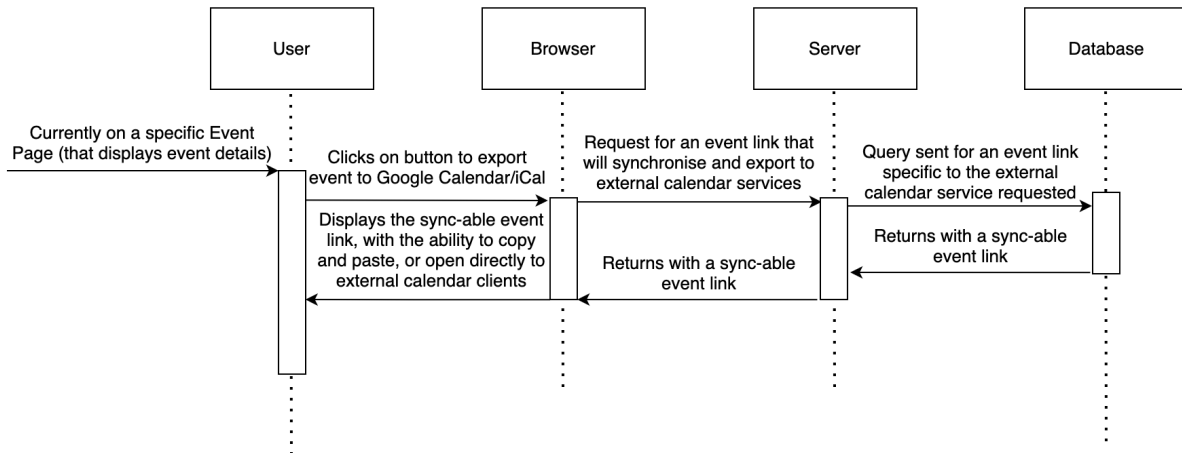 User
Browser
Server
Database
Currently on a specific Event
Page (that displays event details)
Clicks on button to export
event to Google Calendar/iCal
Request for an event link that
will synchronise and export to
external calendar services
Query sent for an event link
specific to the external
calendar service requested
Displays the sync-able event
link, with the ability to copy
and paste, or open directly to
external calendar clients
Returns with a sync-able
event link
Returns with a sync-able
event link